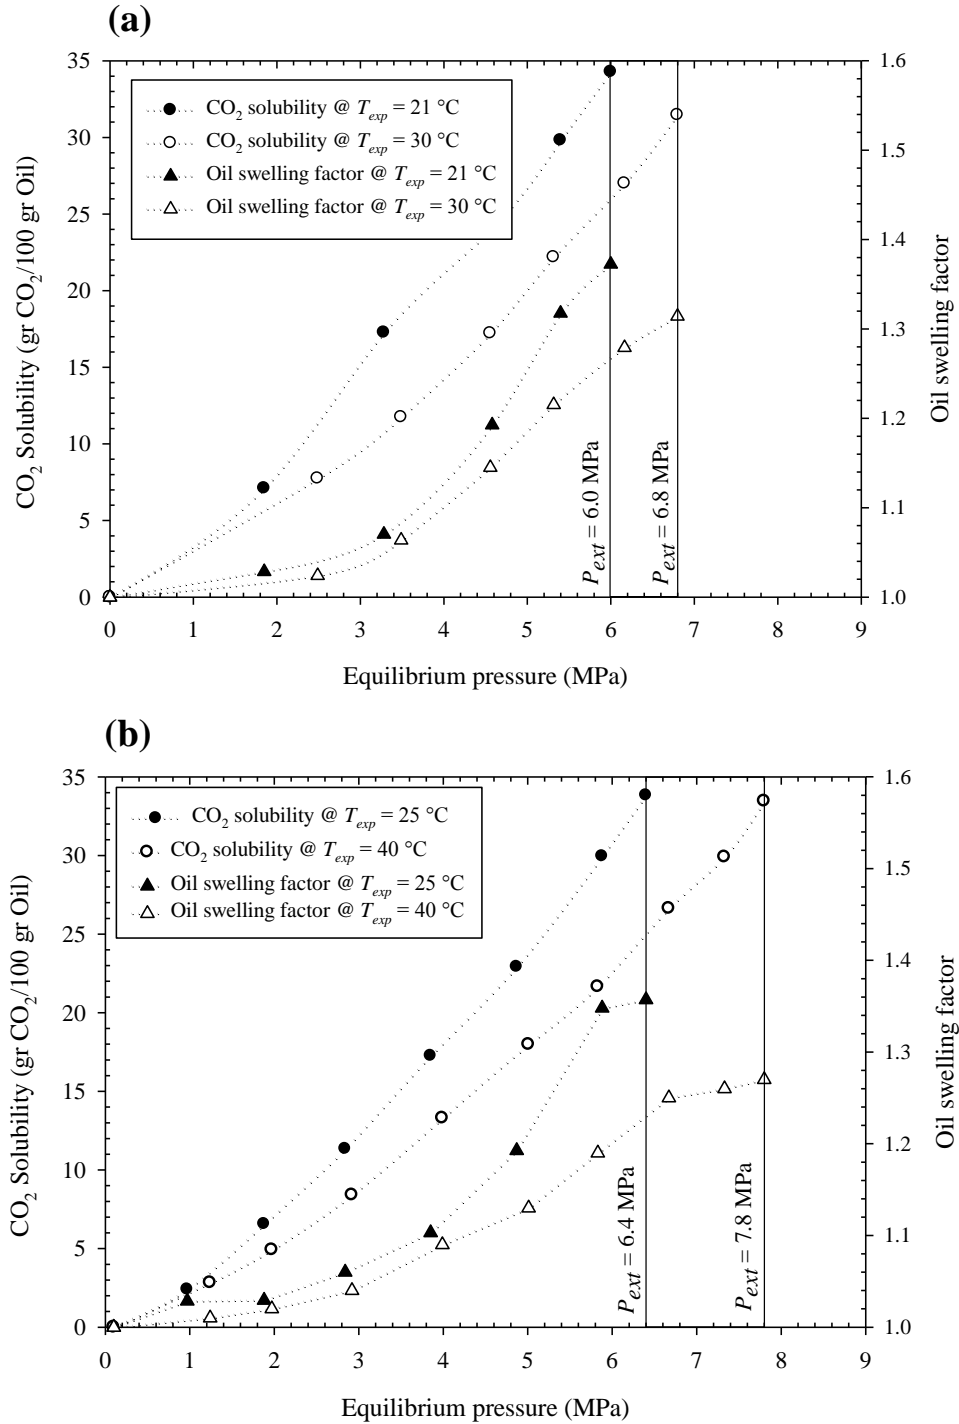 (a)
CO2 solubility @ Texp = 21 °C
CO2 solubility @ Texp = 30 °C
Oil swelling factor @ Texp = 21 °C
Oil swelling factor @ Texp = 30 °C
CO2 Solubility (gr CO2/100 gr Oil)
35
30
25
20
15
10
5
0
Oil swelling factor
1.6
1.5
1.4
1.3
1.2
1.1
1.0
Pext = 6.0 MPa
Pext = 6.8 MPa
0 1 2 3 4 5 6 7 8 9
Equilibrium pressure (MPa)
(b)
CO2 solubility @ Texp = 25 °C
CO2 solubility @ Texp = 40 °C
Oil swelling factor @ Texp = 25 °C
Oil swelling factor @ Texp = 40 °C
CO2 Solubility (gr CO2/100 gr Oil)
35
30
25
20
15
10
5
0
Oil swelling factor
1.6
1.5
1.4
1.3
1.2
1.1
1.0
Pext = 6.4 MPa
Pext = 7.8 MPa
0 1 2 3 4 5 6 7 8 9
Equilibrium pressure (MPa)